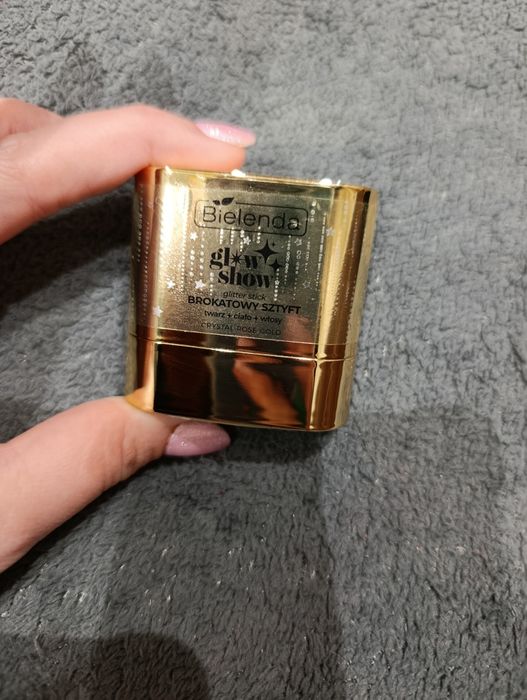 Bielenda
glow
show
glitter stick
BROKATOWY SZTYFT
twarz + ciało + włosy
CRYSTAL ROSE GOLD